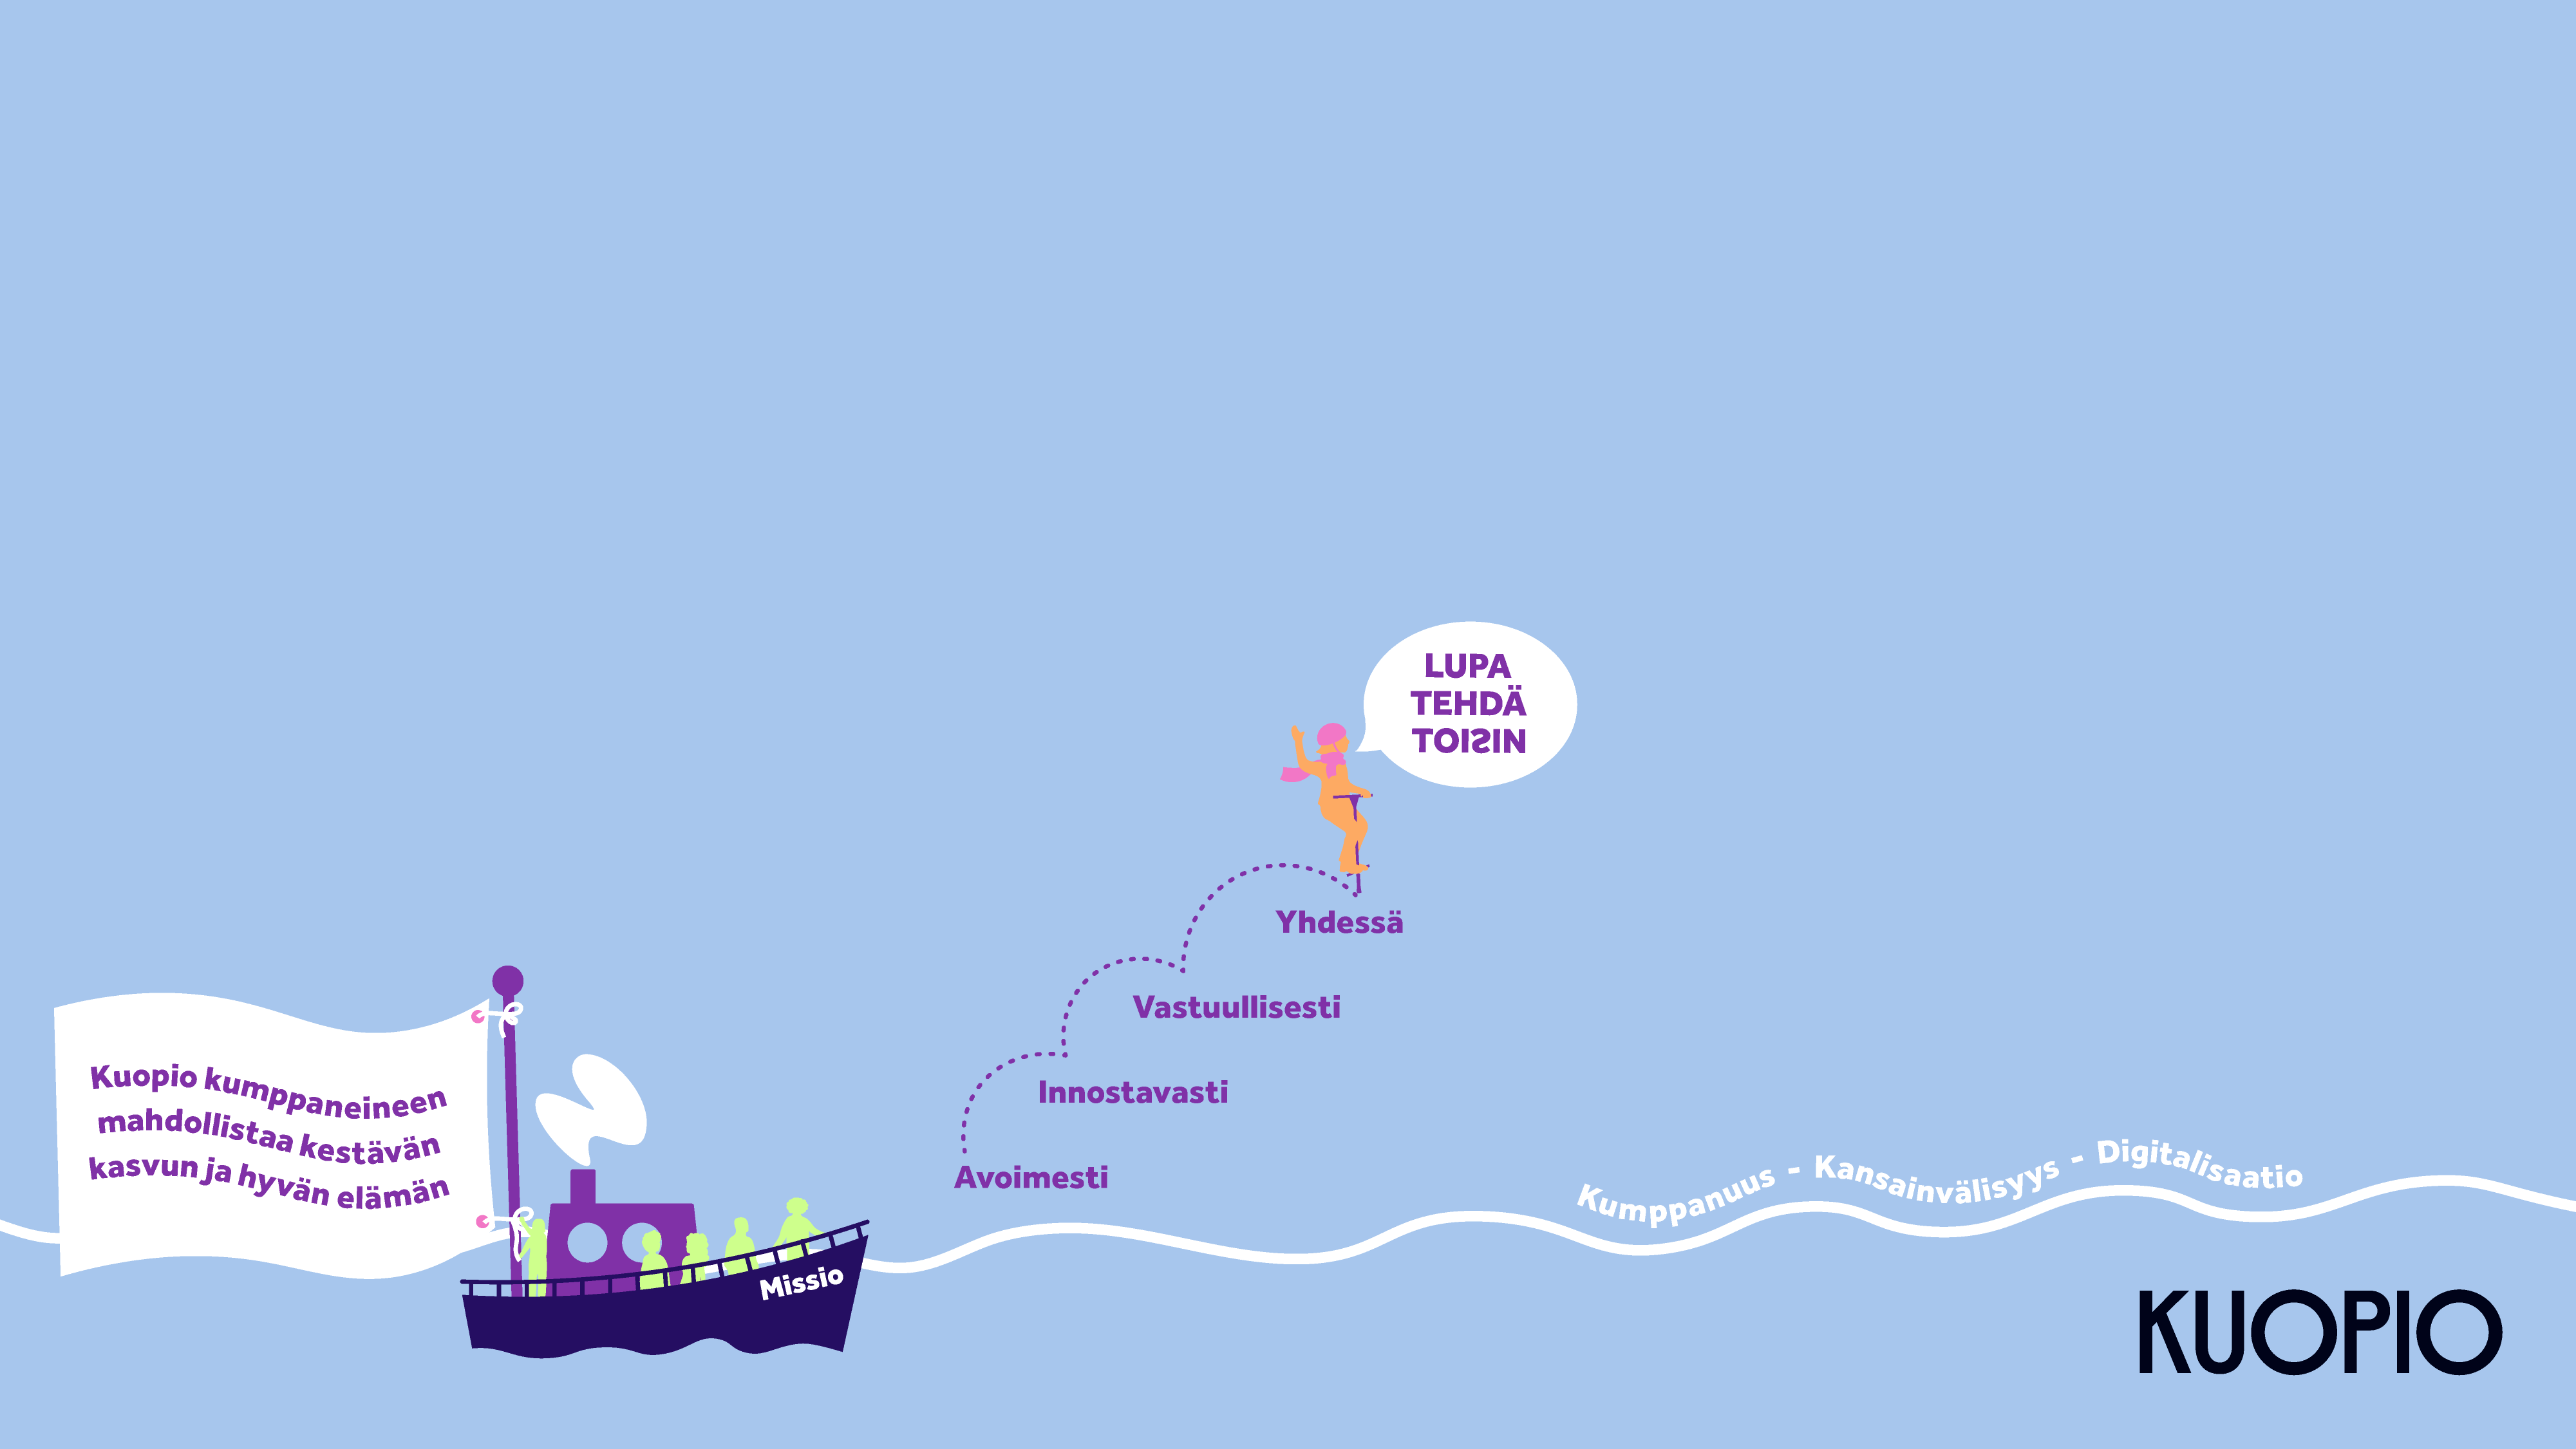 LUPA
TEHDÄ
TOISIN
Yhdessä
Vastuullisesti
Innostavasti
Avoimesti
Kuopio kumppaneineen
mahdollistaa kestävän
kasvun ja hyvän elämän
Missio
Kumppanuus - Kansainvälisyys - Digitalisaatio
KUOPIO